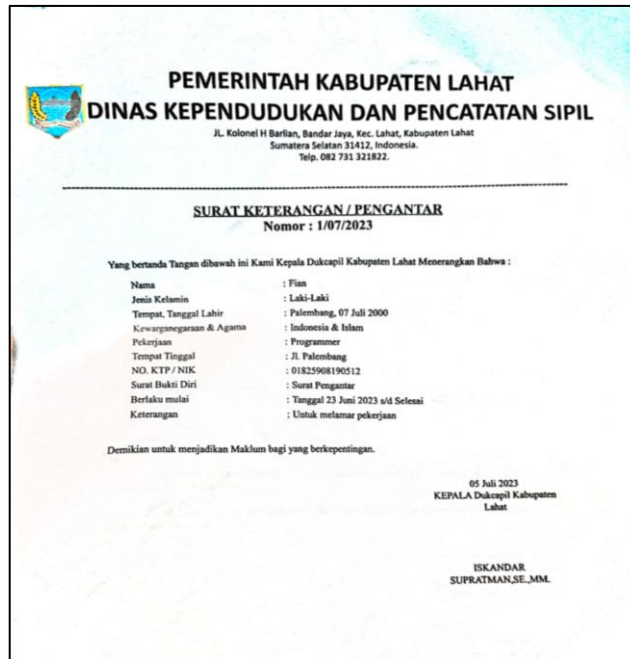 PEMERINTAH KABUPATEN LAHAT
DINAS KEPENDUDUKAN DAN PENCATATAN SIPIL
JL. Kolonel H Barlian, Bandar Jaya, Kec. Lahat, Kabupaten Lahat
Sumatera Selatan 31412, Indonesia.
Telp. 082 731 321822.
SURAT KETERANGAN / PENGANTAR
Nomor : 1/07/2023
Yang bertanda Tangan dibawah ini Kami Kepala Dukcapil Kabupaten Lahat Menerangkan Bahwa :
Nama : Fian
Jenis Kelamin : Laki-Laki
Tempat, Tanggal Lahir : Palembang, 07 Juli 2000
Kewarganegaraan & Agama : Indonesia & Islam
Pekerjaan : Programmer
Tempat Tinggal : Jl. Palembang
NO. KTP / NIK : 01825908190512
Surat Bukti Diri : Surat Pengantar
Berlaku mulai : Tanggal 23 Juni 2023 s/d Selesai
Keterangan : Untuk melamar pekerjaan
Demikian untuk menjadikan Maklum bagi yang berkepentingan.
05 Juli 2023
KEPALA Dukcapil Kabupaten
Lahat
ISKANDAR
SUPRATMAN,SE.,MM.